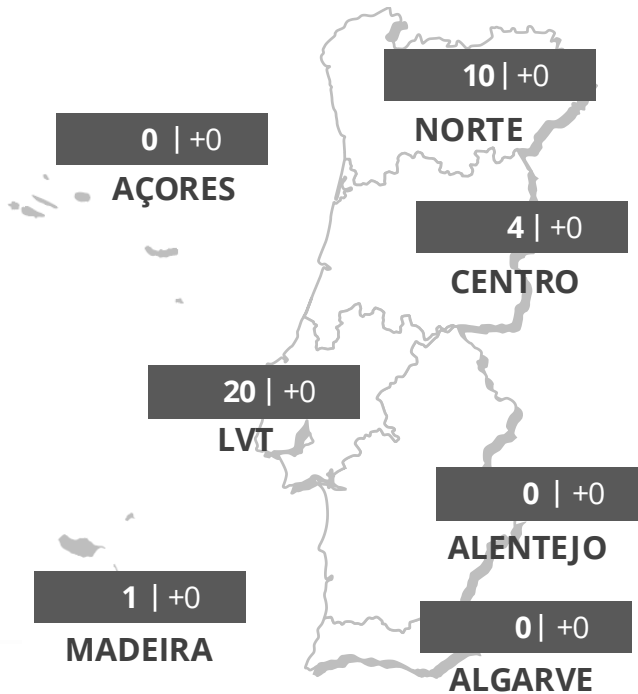 10 | +0
NORTE
0 | +0
AÇORES
4 | +0
CENTRO
20 | +0
LVT
0 | +0
ALENTEJO
1 | +0
MADEIRA
0 | +0
ALGARVE